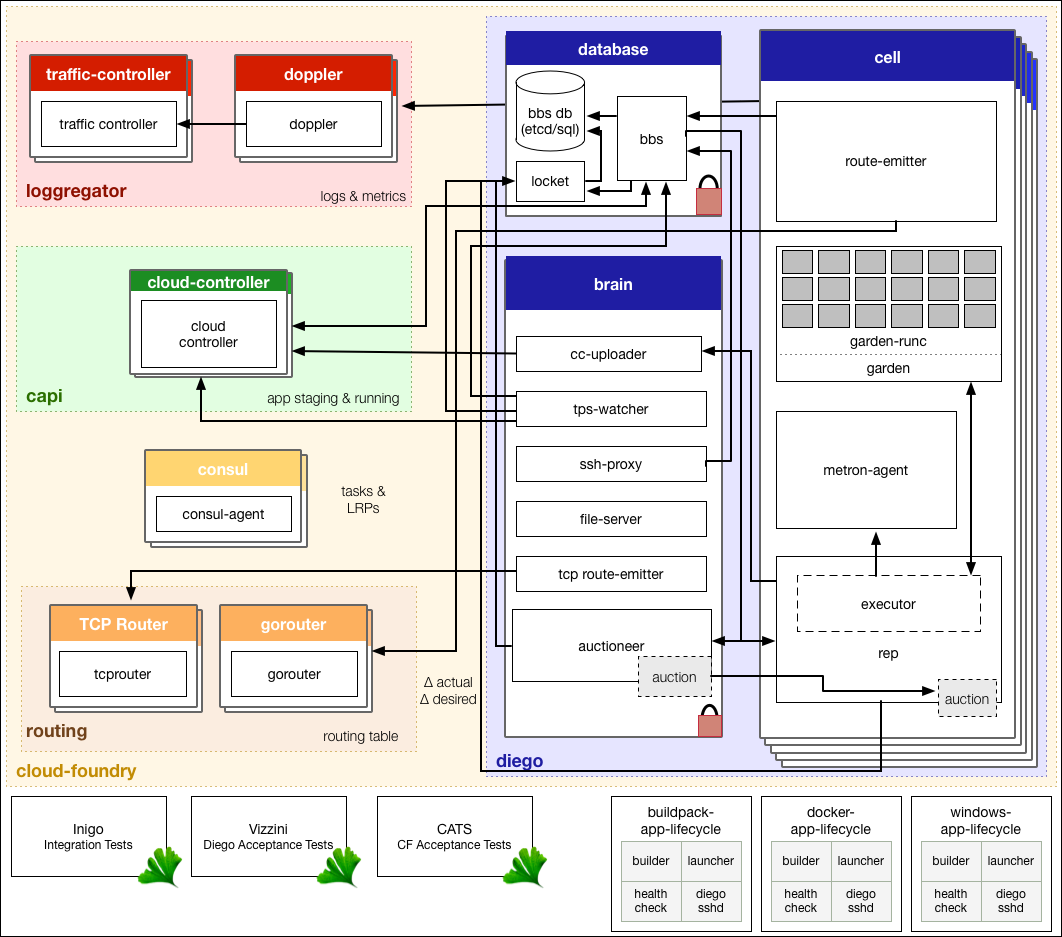 traffic-controller
traffic controller
doppler
doppler
loggregator
logs & metrics
database
bbs db
(etcd/sql)
bbs
locket
cell
route-emitter
garden-runc
garden
metron-agent
executor
rep
auction
cloud-controller
cloud
controller
capi
app staging & running
brain
cc-uploader
tps-watcher
ssh-proxy
file-server
tcp route-emitter
auctioneer
auction
diego
consul
consul-agent
tasks &
LRPs
TCP Router
tcprouter
gorouter
gorouter
Δ actual
Δ desired
routing
routing table
cloud-foundry
Inigo
Integration Tests
Vizzini
Diego Acceptance Tests
CATS
CF Acceptance Tests
buildpack-
app-lifecycle
builder
launcher
health
check
diego
sshd
docker-
app-lifecycle
builder
launcher
health
check
diego
sshd
windows-
app-lifecycle
builder
launcher
health
check
diego
sshd